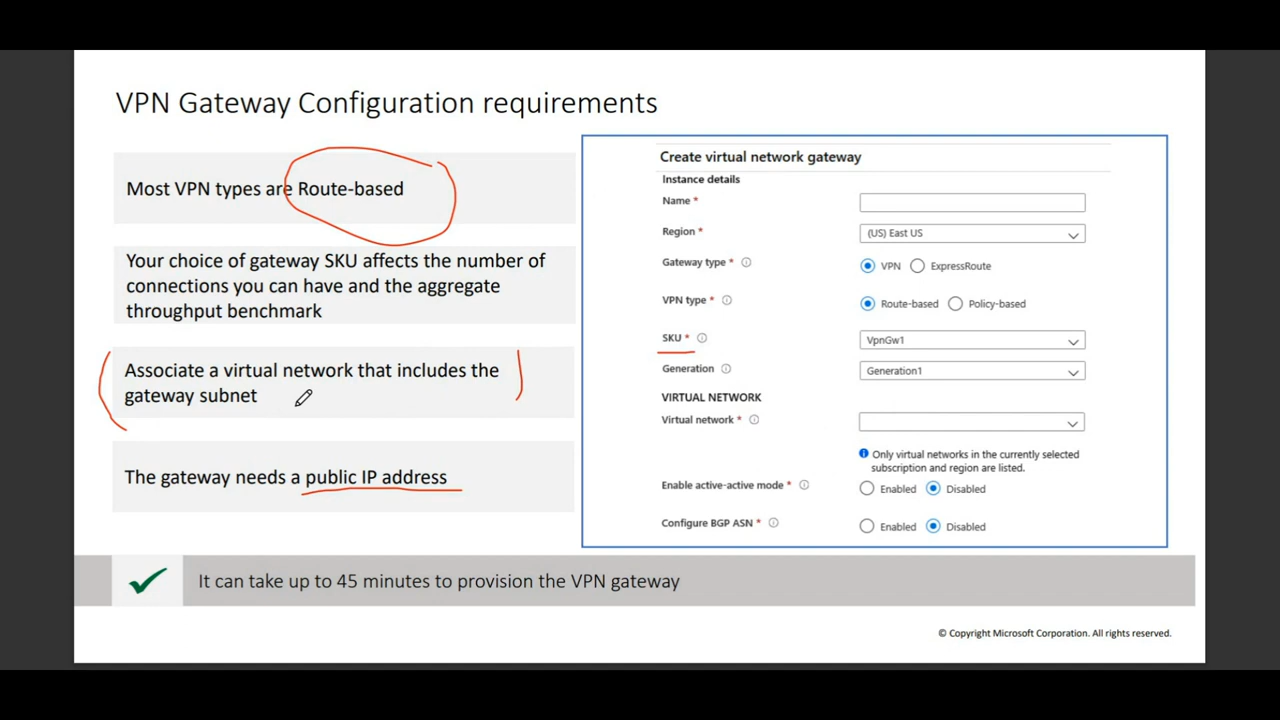 VPN Gateway Configuration requirements
Most VPN types are Route-based
Your choice of gateway SKU affects the number of
connections you can have and the aggregate
throughput benchmark
Associate a virtual network that includes the
gateway subnet
The gateway needs a public IP address
Create virtual network gateway
Instance details
Name *
Region *
(US) East US
Gateway type *
VPN
ExpressRoute
VPN type *
Route-based
Policy-based
SKU *
VpnGw1
Generation
Generation1
VIRTUAL NETWORK
Virtual network *
Only virtual networks in the currently selected
subscription and region are listed.
Enable active-active mode *
Enabled
Disabled
Configure BGP ASN *
Enabled
Disabled
It can take up to 45 minutes to provision the VPN gateway
© Copyright Microsoft Corporation. All rights reserved.